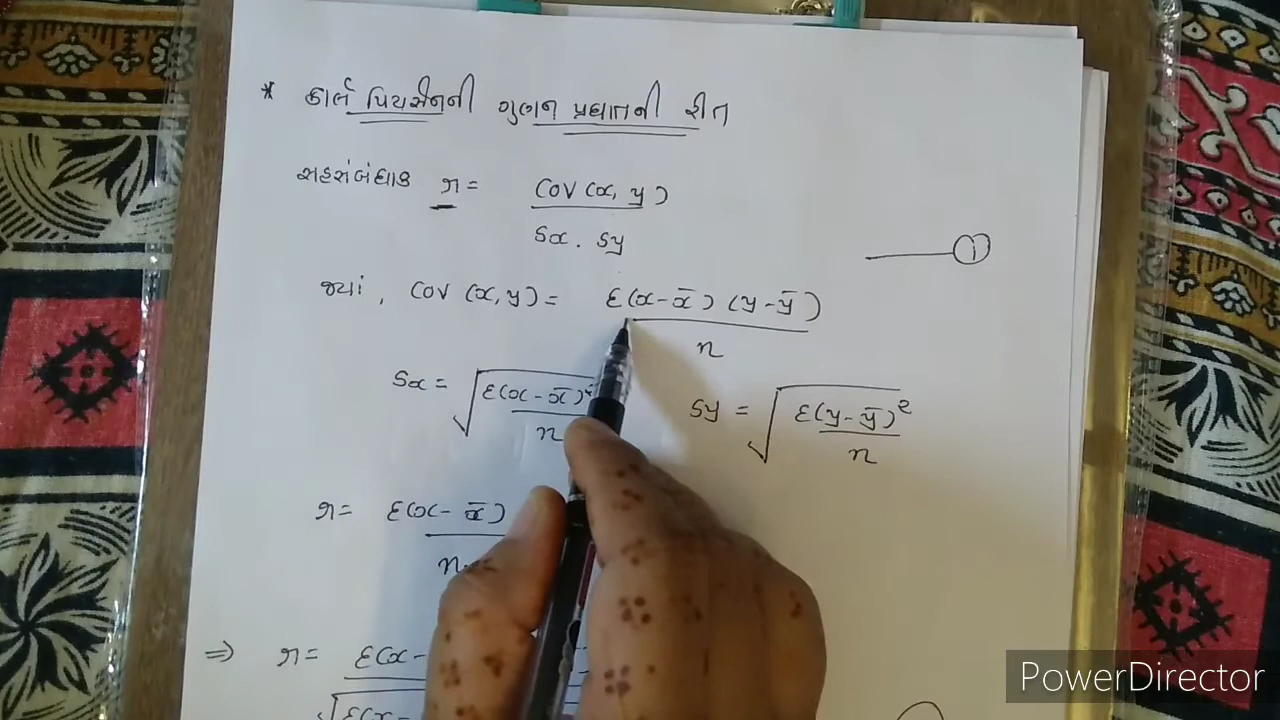 * કાર્લ પિયર્સનની ગુણન પ્રઘાતની રીત
સહસંબંધાંક r = COV (x, y)
Sx . Sy
1
જ્યાં , COV (x, y) = Σ(x - x̄) (y - ȳ)
n
Sx = √ Σ(x - x̄)²
n
Sy = √ Σ(y - ȳ)²
n
r = Σ(x - x̄)
n
⇒ r = Σ(x -
√ Σ(x -
PowerDirector